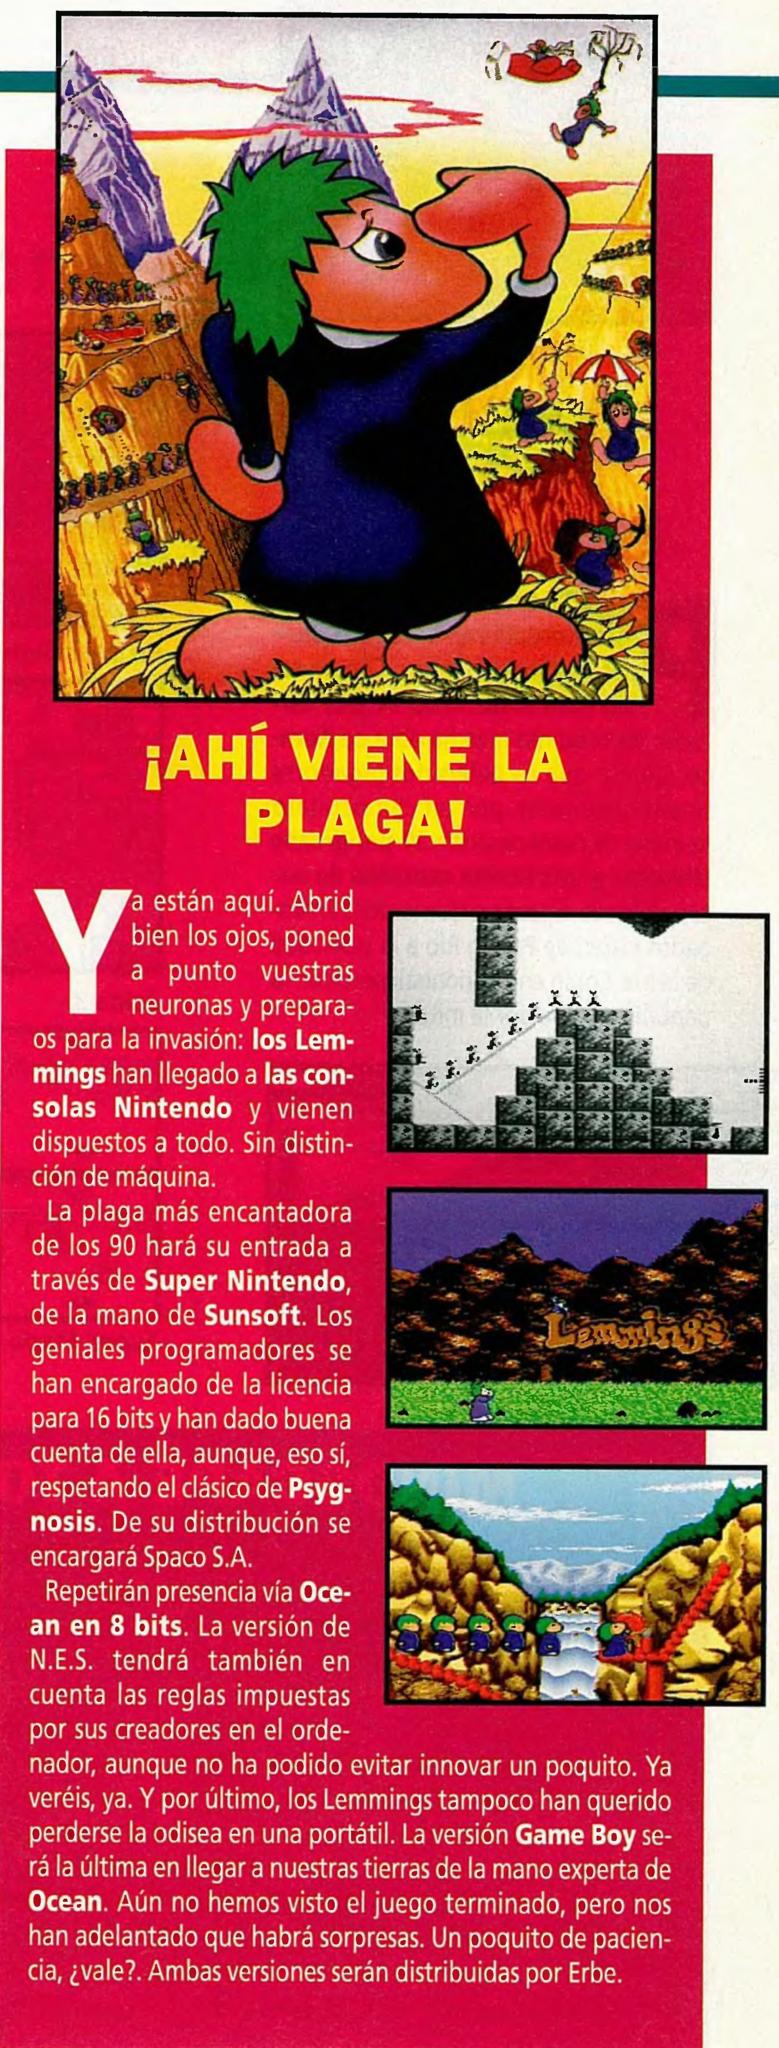 ¡AHÍ VIENE LA
PLAGA!
Ya están aquí. Abrid
bien los ojos, poned
a punto vuestras
neuronas y prepara-
os para la invasión: los Lem-
mings han llegado a las con-
solas Nintendo y vienen
dispuestos a todo. Sin distin-
ción de máquina.
La plaga más encantadora
de los 90 hará su entrada a
través de Super Nintendo,
de la mano de Sunsoft. Los
geniales programadores se
han encargado de la licencia
para 16 bits y han dado buena
cuenta de ella, aunque, eso sí,
respetando el clásico de Psyg-
nosis. De su distribución se
encargará Spaco S.A.
Repetirán presencia vía Oce-
an en 8 bits. La versión de
N.E.S. tendrá también en
cuenta las reglas impuestas
por sus creadores en el orde-
nador, aunque no ha podido evitar innovar un poquito. Ya
veréis, ya. Y por último, los Lemmings tampoco han querido
perderse la odisea en una portátil. La versión Game Boy se-
rá la última en llegar a nuestras tierras de la mano experta de
Ocean. Aún no hemos visto el juego terminado, pero nos
han adelantado que habrá sorpresas. Un poquito de pacien-
cia, ¿vale?. Ambas versiones serán distribuidas por Erbe.
Lemmings